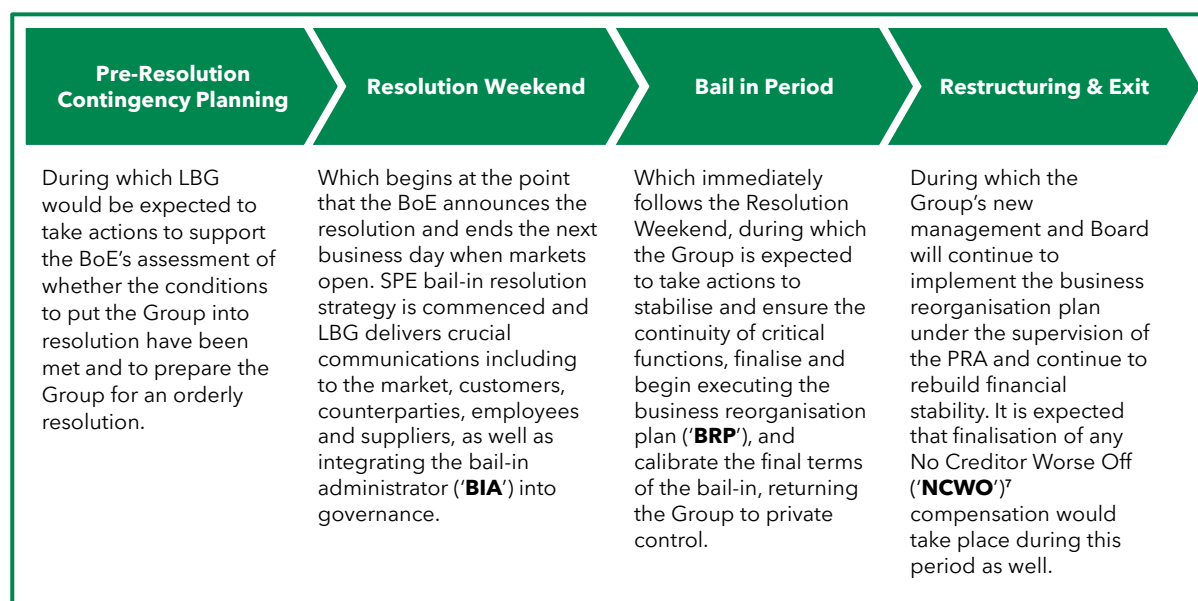 Pre-Resolution
Contingency Planning
Resolution Weekend
Bail in Period
Restructuring & Exit
During which LBG
would be expected to
take actions to support
the BoE’s assessment of
whether the conditions
to put the Group into
resolution have been
met and to prepare the
Group for an orderly
resolution.
Which begins at the point
that the BoE announces the
resolution and ends the next
business day when markets
open. SPE bail-in resolution
strategy is commenced and
LBG delivers crucial
communications including
to the market, customers,
counterparties, employees
and suppliers, as well as
integrating the bail-in
administrator (‘BIA’) into
governance.
Which immediately
follows the Resolution
Weekend, during which
the Group is expected
to take actions to
stabilise and ensure the
continuity of critical
functions, finalise and
begin executing the
business reorganisation
plan (‘BRP’), and
calibrate the final terms
of the bail-in, returning
the Group to private
control.
During which the
Group’s new
management and Board
will continue to
implement the business
reorganisation plan
under the supervision of
the PRA and continue to
rebuild financial
stability. It is expected
that finalisation of any
No Creditor Worse Off
(‘NCWO’)⁷
compensation would
take place during this
period as well.